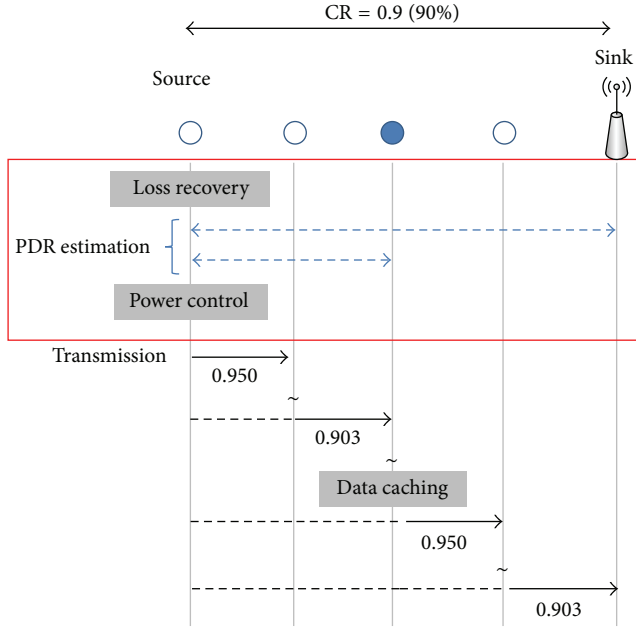 CR = 0.9 (90%)
Sink
Source
Loss recovery
PDR estimation
Power control
Transmission
0.950
~
0.903
~
Data caching
0.950
~
0.903